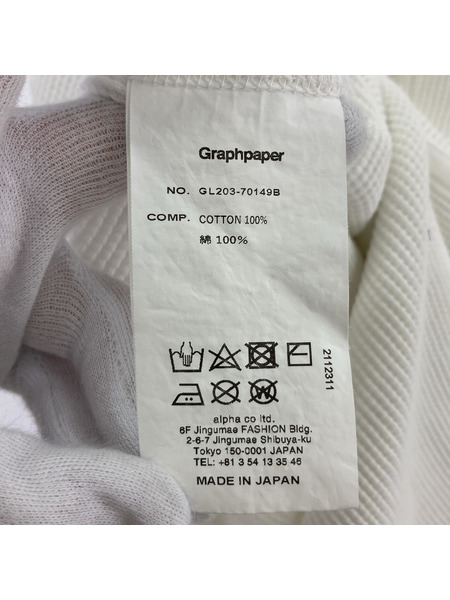 Graphpaper
NO. GL203-70149B
COMP. COTTON 100%
綿 100%
2112311
alpha co ltd.
6F Jingumae FASHION Bldg.
2-6-7 Jingumae Shibuya-ku
Tokyo 150-0001 JAPAN
TEL: +81 3 54 13 35 46
MADE IN JAPAN